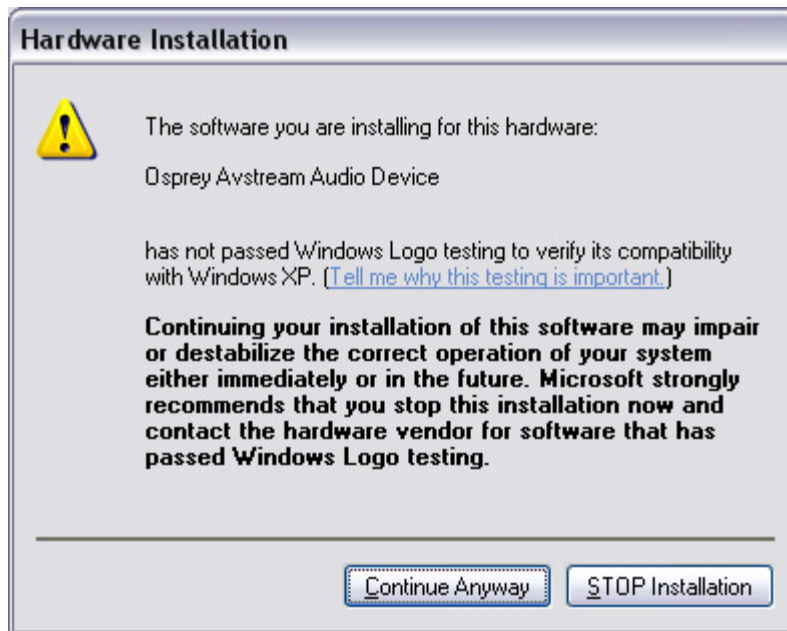 Hardware Installation
The software you are installing for this hardware:
Osprey Avstream Audio Device
has not passed Windows Logo testing to verify its compatibility
with Windows XP. (Tell me why this testing is important.)
Continuing your installation of this software may impair
or destabilize the correct operation of your system
either immediately or in the future. Microsoft strongly
recommends that you stop this installation now and
contact the hardware vendor for software that has
passed Windows Logo testing.
Continue Anyway
STOP Installation